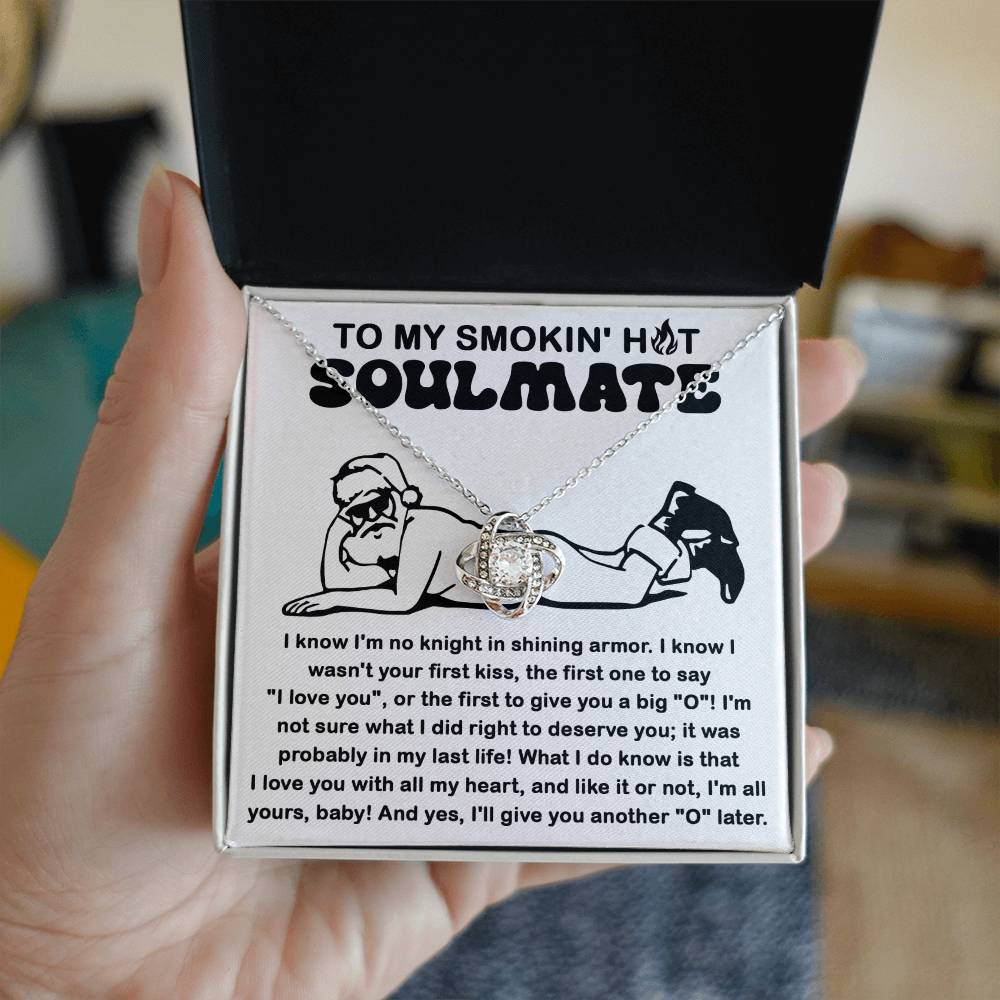 TO MY SMOKIN' HOT
SOULMATE
I know I'm no knight in shining armor. I know I
wasn't your first kiss, the first one to say
"I love you", or the first to give you a big "O"! I'm
not sure what I did right to deserve you; it was
probably in my last life! What I do know is that
I love you with all my heart, and like it or not, I'm all
yours, baby! And yes, I'll give you another "O" later.